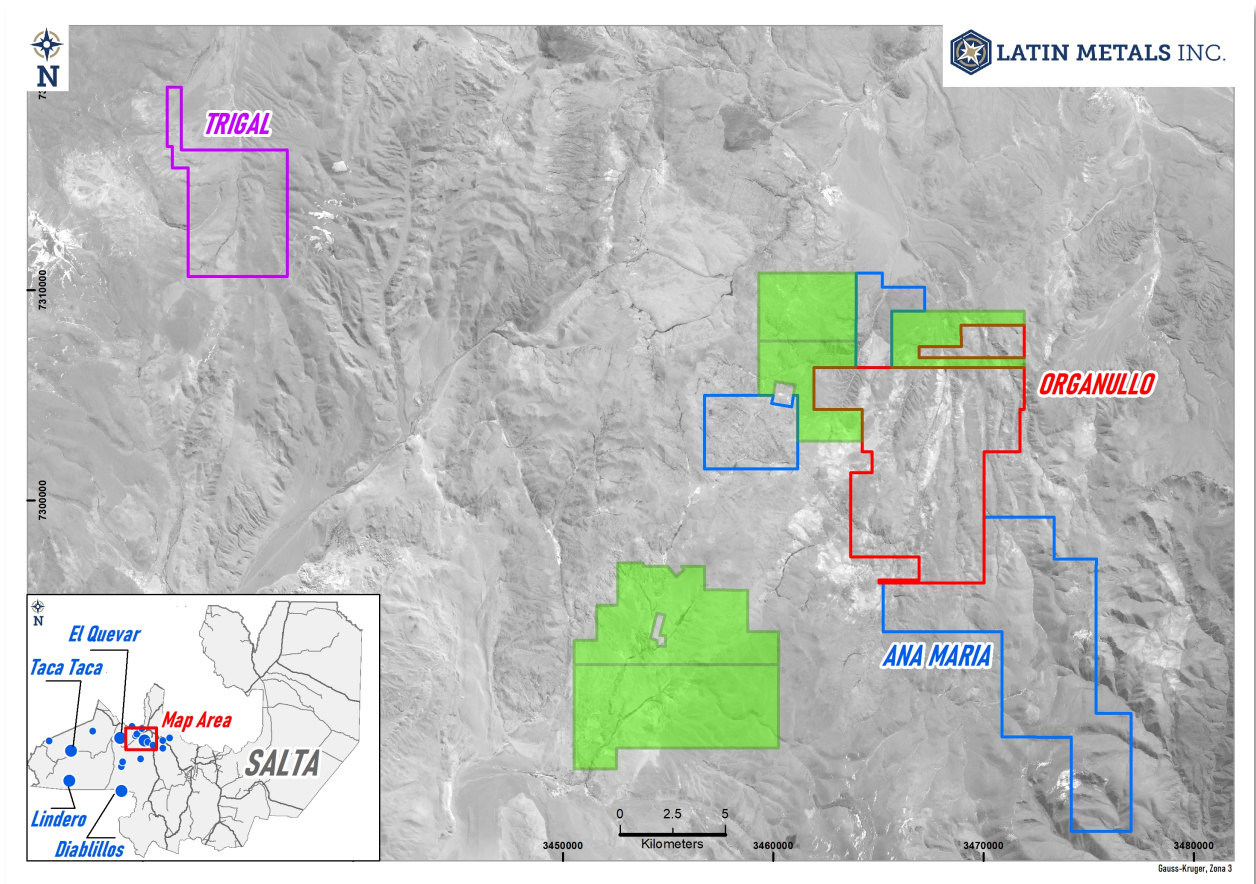 N
LATIN METALS INC.
TRIGAL
7310000
ORGANULLO
7300000
ANA MARIA
N
El Quevar
Taca Taca
Map Area
SALTA
Lindero
Diablillos
0 2.5 5
Kilometers
3450000 3460000 3470000 3480000
Gauss-Kruger, Zona 3